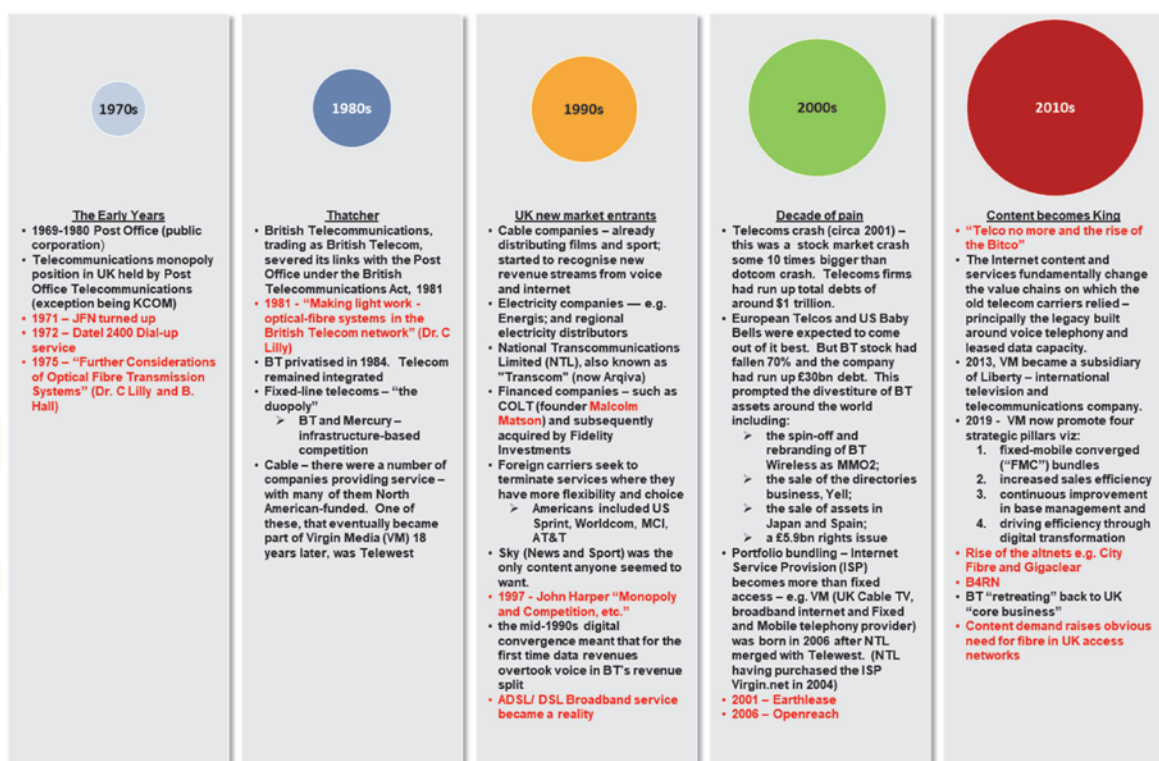 1970s
The Early Years
• 1969-1980 Post Office (public
corporation)
• Telecommunications monopoly
position in UK held by Post
Office Telecommunications
(exception being KCOM)
• 1971 – JFN turned up
• 1972 – Datel 2400 Dial-up
service
• 1975 – “Further Considerations
of Optical Fibre Transmission
Systems” (Dr. C Lilly and B.
Hall)
1980s
Thatcher
• British Telecommunications,
trading as British Telecom,
severed its links with the Post
Office under the British
Telecommunications Act, 1981
• 1981 - “Making light work -
optical-fibre systems in the
British Telecom network” (Dr. C
Lilly)
• BT privatised in 1984. Telecom
remained integrated
• Fixed-line telecoms – “the
duopoly”
➢ BT and Mercury –
infrastructure-based
competition
• Cable – there were a number of
companies providing service –
with many of them North
American-funded. One of
these, that eventually became
part of Virgin Media (VM) 18
years later, was Telewest
1990s
UK new market entrants
• Cable companies – already
distributing films and sport;
started to recognise new
revenue streams from voice
and internet
• Electricity companies — e.g.
Energis; and regional
electricity distributors
• National Transcommunications
Limited (NTL), also known as
“Transcom” (now Arqiva)
• Financed companies – such as
COLT (founder Malcolm
Matson) and subsequently
acquired by Fidelity
Investments
• Foreign carriers seek to
terminate services where they
have more flexibility and choice
➢ Americans included US
Sprint, Worldcom, MCI,
AT&T
• Sky (News and Sport) was the
only content anyone seemed to
want.
• 1997 - John Harper “Monopoly
and Competition, etc.”
• the mid-1990s digital
convergence meant that for the
first time data revenues
overtook voice in BT's revenue
split
• ADSL/ DSL Broadband service
became a reality
2000s
Decade of pain
• Telecoms crash (circa 2001) –
this was a stock market crash
some 10 times bigger than
dotcom crash. Telecoms firms
had run up total debts of
around $1 trillion.
• European Telcos and US Baby
Bells were expected to come
out of it best. But BT stock had
fallen 70% and the company
had run up £30bn debt. This
prompted the divestiture of BT
assets around the world
including:
➢ the spin-off and
rebranding of BT
Wireless as MMO2;
➢ the sale of the directories
business, Yell;
➢ the sale of assets in
Japan and Spain;
➢ a £5.9bn rights issue
• Portfolio bundling – Internet
Service Provision (ISP)
becomes more than fixed
access – e.g. VM (UK Cable TV,
broadband internet and Fixed
and Mobile telephony provider)
was born in 2006 after NTL
merged with Telewest. (NTL
having purchased the ISP
Virgin.net in 2004)
• 2001 – Earthlease
• 2006 – Openreach
2010s
Content becomes King
• “Telco no more and the rise of
the Bitco”
• The Internet content and
services fundamentally change
the value chains on which the
old telecom carriers relied –
principally the legacy built
around voice telephony and
leased data capacity.
• 2013, VM became a subsidiary
of Liberty – international
television and
telecommunications company.
• 2019 - VM now promote four
strategic pillars viz:
1. fixed-mobile converged
(“FMC”) bundles
2. increased sales efficiency
3. continuous improvement
in base management and
4. driving efficiency through
digital transformation
• Rise of the altnets e.g. City
Fibre and Gigaclear
• B4RN
• BT “retreating” back to UK
“core business”
• Content demand raises obvious
need for fibre in UK access
networks